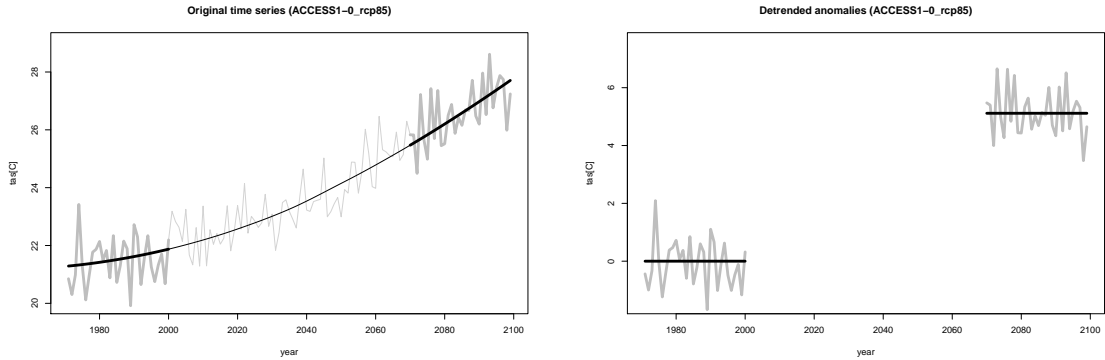 Original time series (ACCESS1−0_rcp85)
tas[C]
28
26
24
22
20
1980 2000 2020 2040 2060 2080 2100
year
Detrended anomalies (ACCESS1−0_rcp85)
tas[C]
6
4
2
0
1980 2000 2020 2040 2060 2080 2100
year